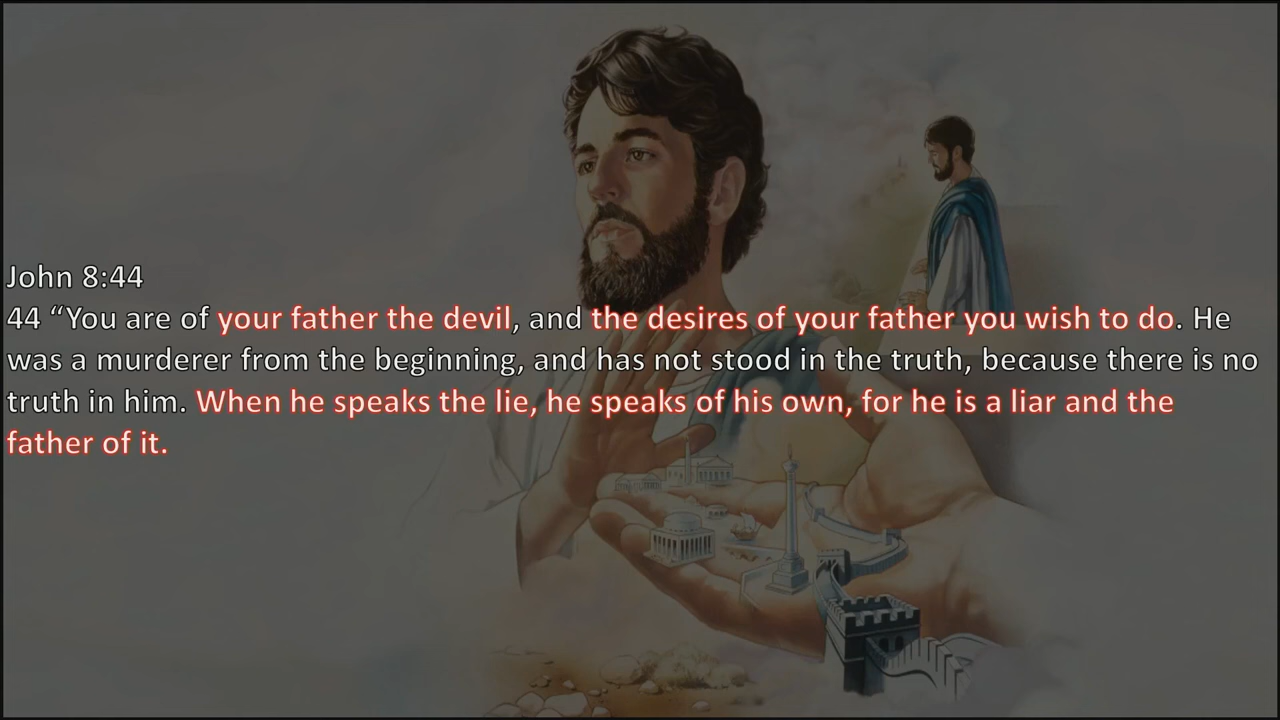 John 8:44
44 “You are of your father the devil, and the desires of your father you wish to do. He
was a murderer from the beginning, and has not stood in the truth, because there is no
truth in him. When he speaks the lie, he speaks of his own, for he is a liar and the
father of it.